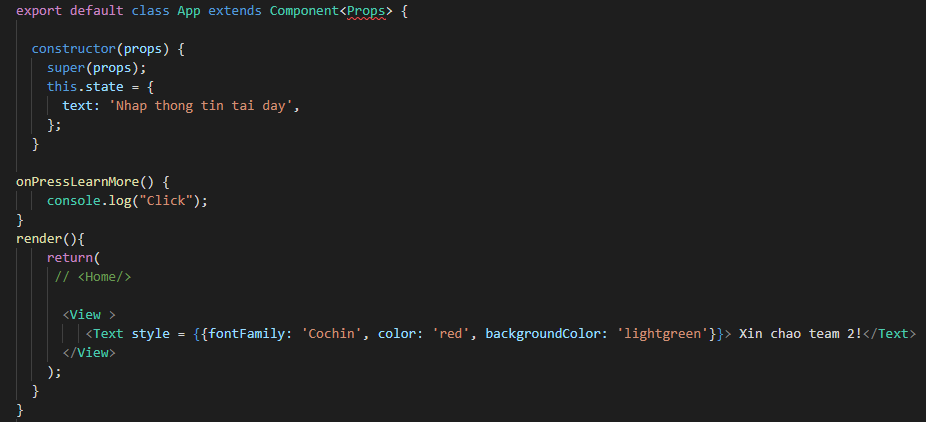 export default class App extends Component<Props> {
constructor(props) {
super(props);
this.state = {
text: 'Nhap thong tin tai day',
};
}
onPressLearnMore() {
console.log("Click");
}
render(){
return(
// <Home/>
<View >
<Text style = {{fontFamily: 'Cochin', color: 'red', backgroundColor: 'lightgreen'}}> Xin chao team 2!</Text>
</View>
);
}
}